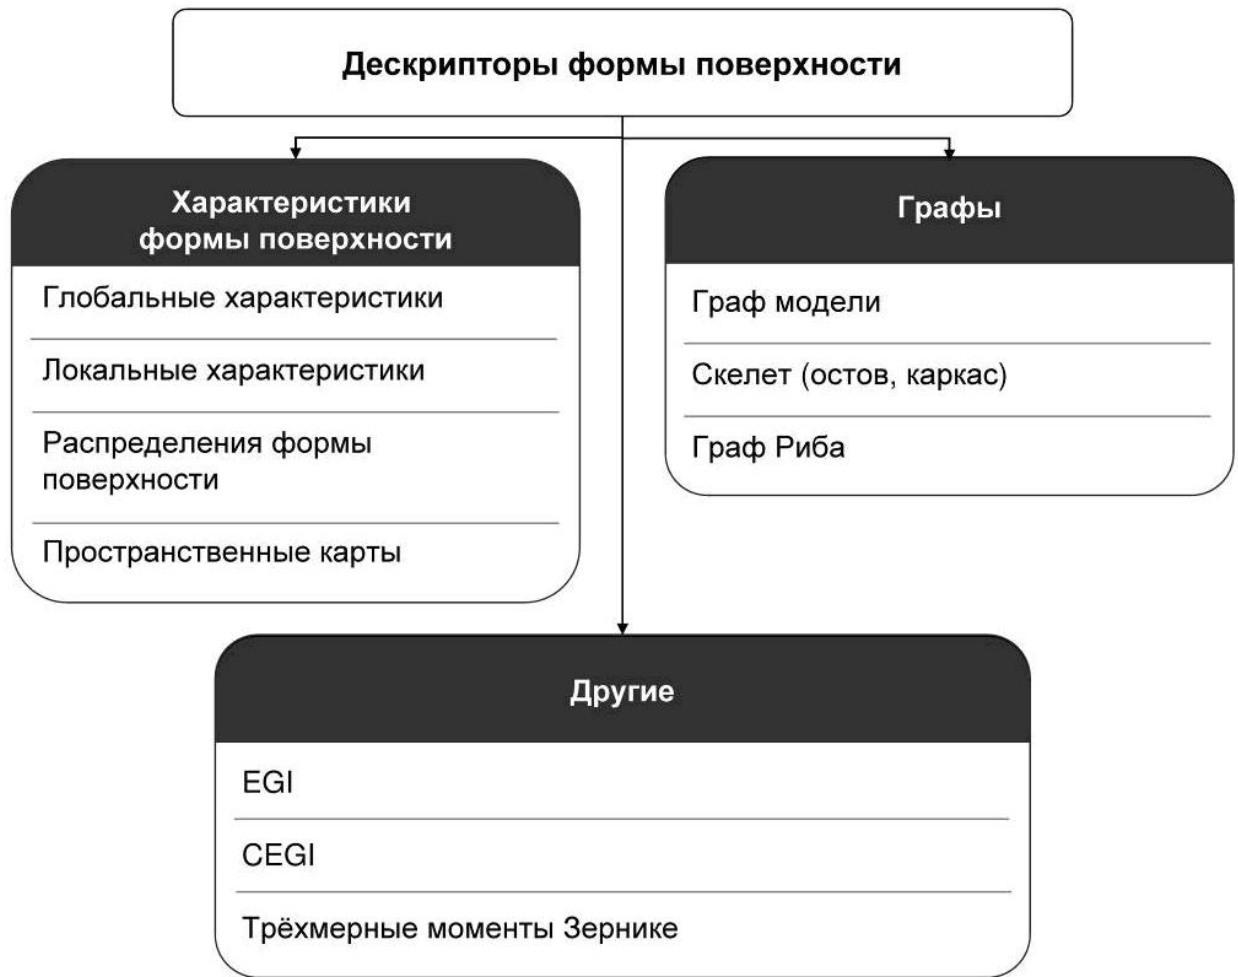 Дескрипторы формы поверхности
Характеристики
формы поверхности
Глобальные характеристики
Локальные характеристики
Распределения формы
поверхности
Пространственные карты
Графы
Граф модели
Скелет (остов, каркас)
Граф Риба
Другие
EGI
CEGI
Трёхмерные моменты Зернике